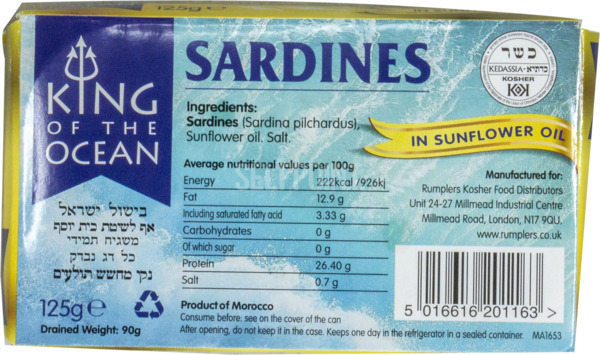 125g e
KING
OF THE
OCEAN
בישול ישראל
אף לשיטת בית יוסף
משגיח תמידי
כל דג נבדק
נקי מחשש תולעים
125g e
Drained Weight: 90g
SARDINES
Ingredients:
Sardines (Sardina pilchardus),
Sunflower oil. Salt.
Average nutritional values per 100g
Energy 222kcal /926kj
Fat 12.9 g
Including saturated fatty acid 3.33 g
Carbohydrates 0 g
Of which sugar 0 g
Protein 26.40 g
Salt 0.7 g
Product of Morocco
Consume before: see on the cover of the can
After opening, do not keep it in the case. Keeps one day in the refrigerator in a sealed container.
MA1653
כשר
KEDASSIA - כדתיא
KOSHER
IN SUNFLOWER OIL
Manufactured for:
Rumplers Kosher Food Distributors
Unit 24-27 Millmead Industrial Centre
Millmead Road, London, N17 9QU.
www.rumplers.co.uk
5 016616 201163 >